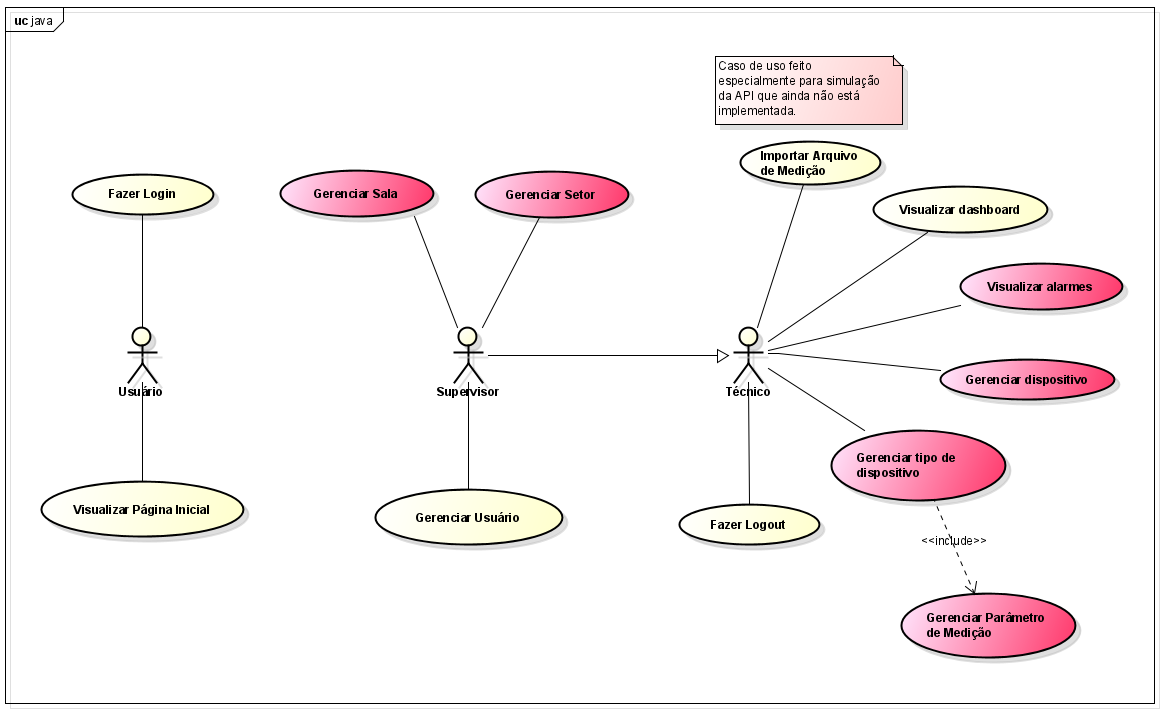 uc java
Caso de uso feito
especialmente para simulação
da API que ainda não está
implementada.
Importar Arquivo
de Medição
Fazer Login
Gerenciar Sala
Gerenciar Setor
Visualizar dashboard
Visualizar alarmes
Gerenciar dispositivo
Usuário
Supervisor
Técnico
Gerenciar tipo de
dispositivo
Visualizar Página Inicial
Gerenciar Usuário
Fazer Logout
<<include>>
Gerenciar Parâmetro
de Medição